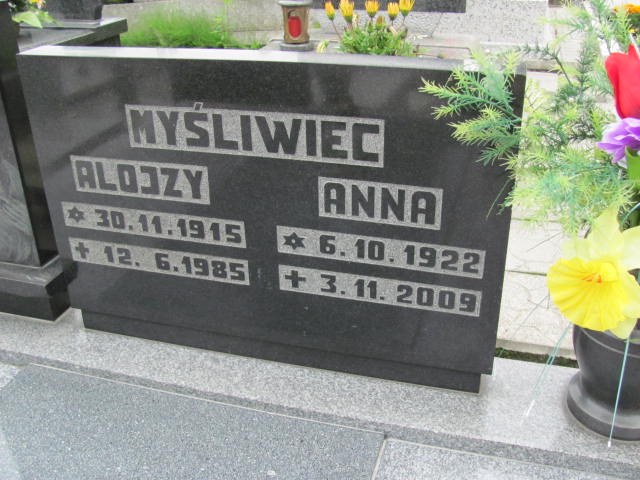 MYŚLIWIEC
ALOJZY
* 30.11.1915
+ 12. 6.1985
ANNA
* 6.10.1922
+ 3.11.2009